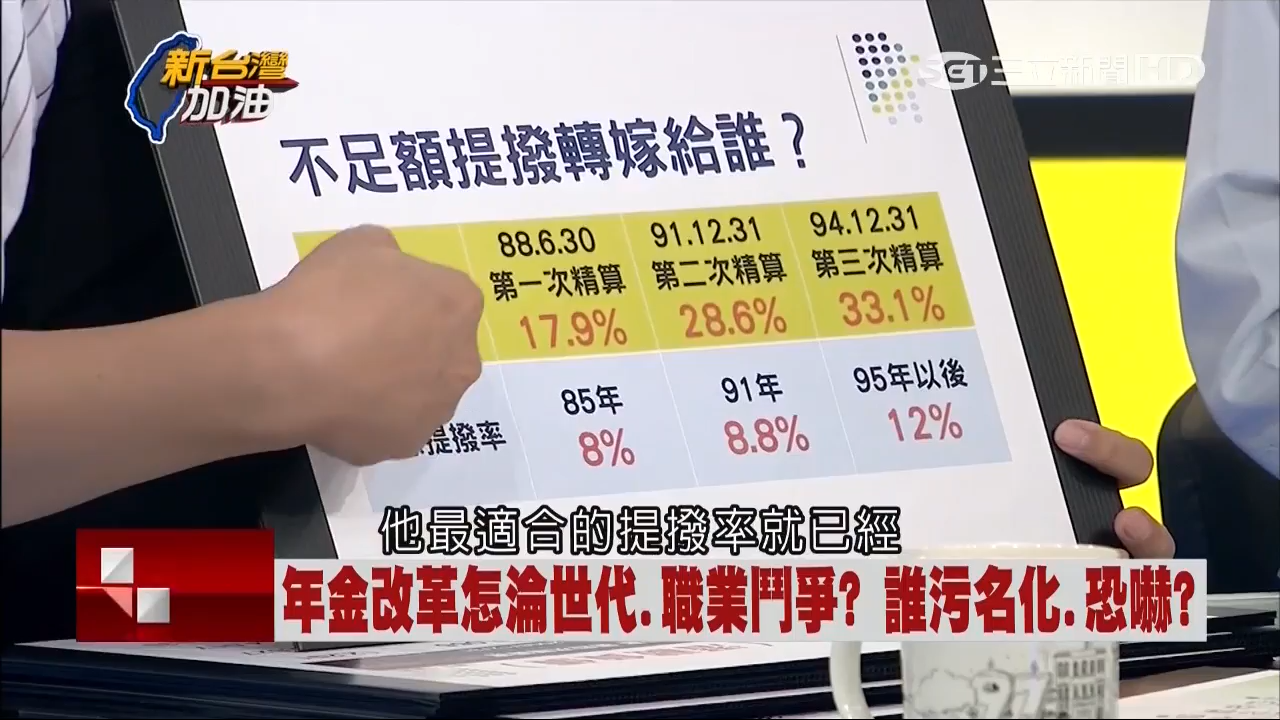 新台灣
加油
SET三立新聞HD
不足額提撥轉嫁給誰？
88.6.30
第一次精算
17.9%
91.12.31
第二次精算
28.6%
94.12.31
第三次精算
33.1%
提撥率
85年
8%
91年
8.8%
95年以後
12%
他最適合的提撥率就已經
年金改革怎淪世代.職業鬥爭? 誰污名化.恐嚇?
97